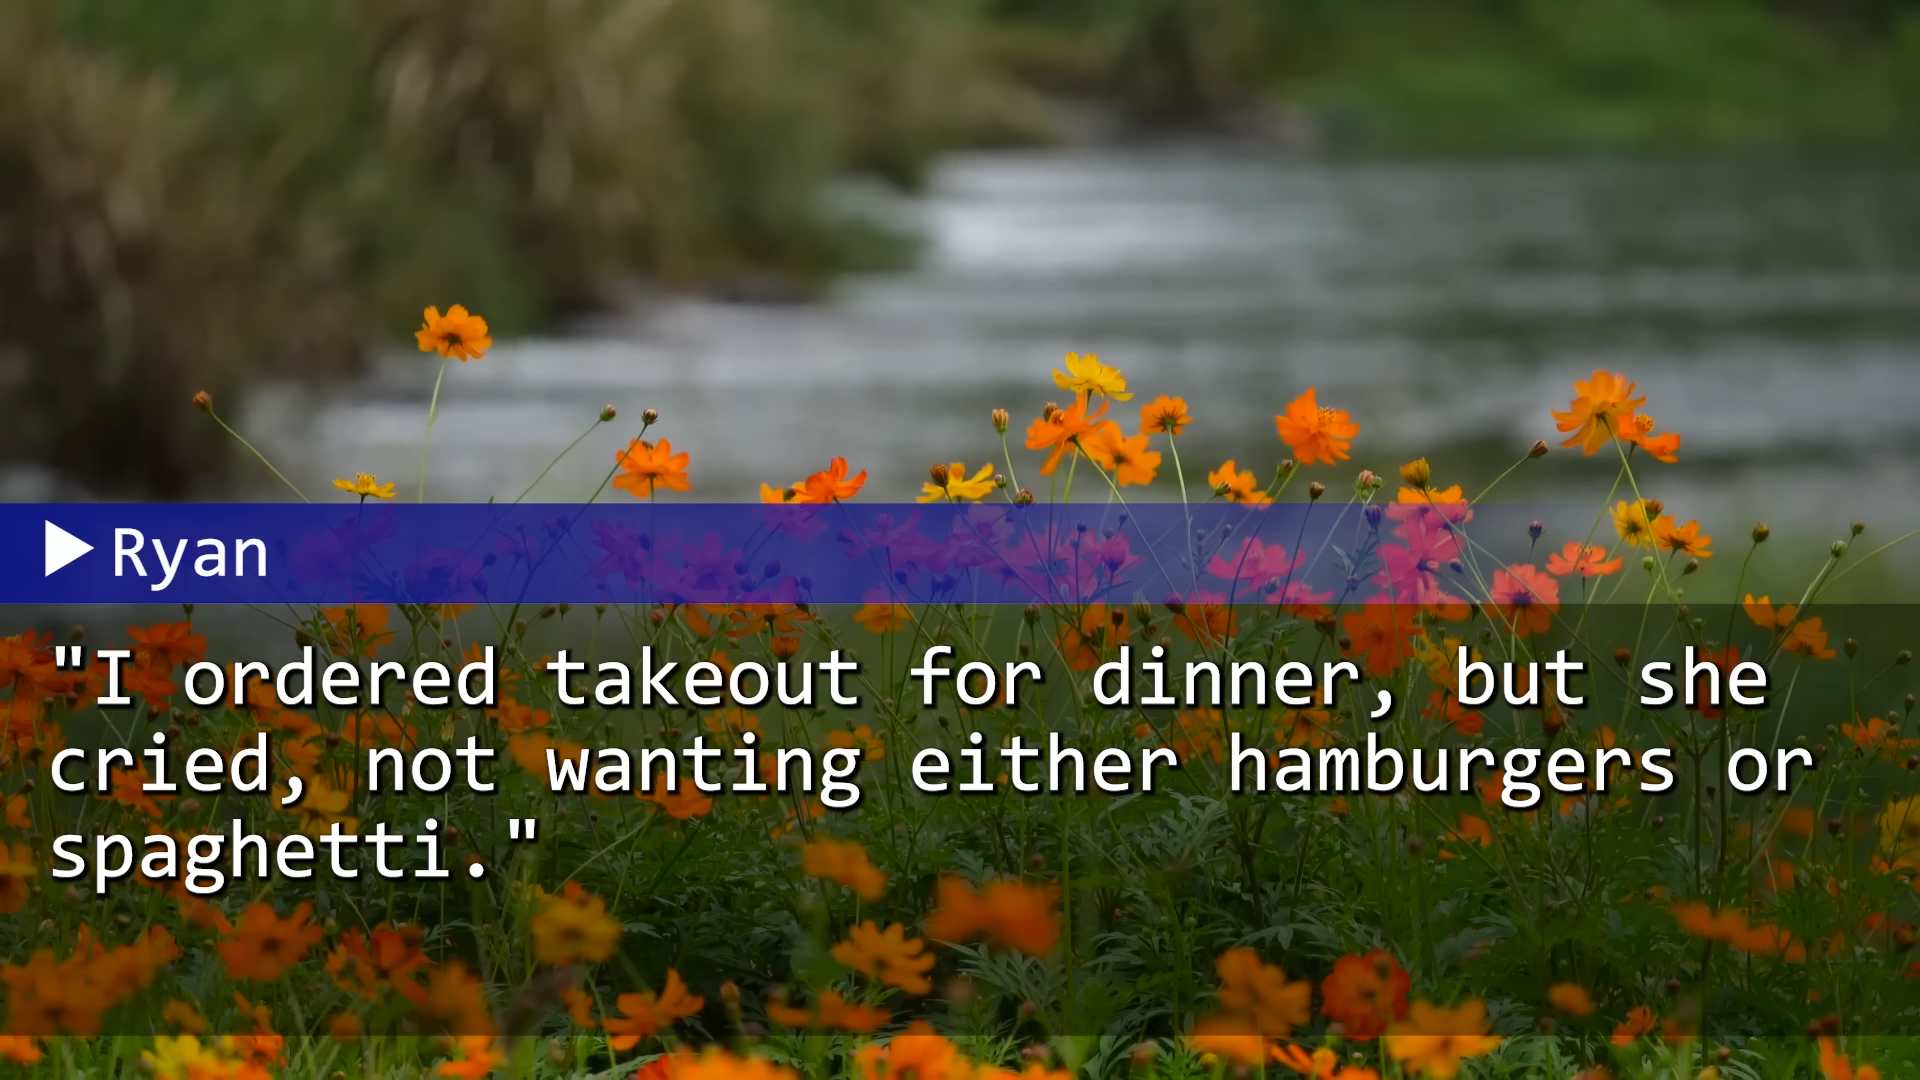 Ryan
"I ordered takeout for dinner, but she
cried, not wanting either hamburgers or
spaghetti."